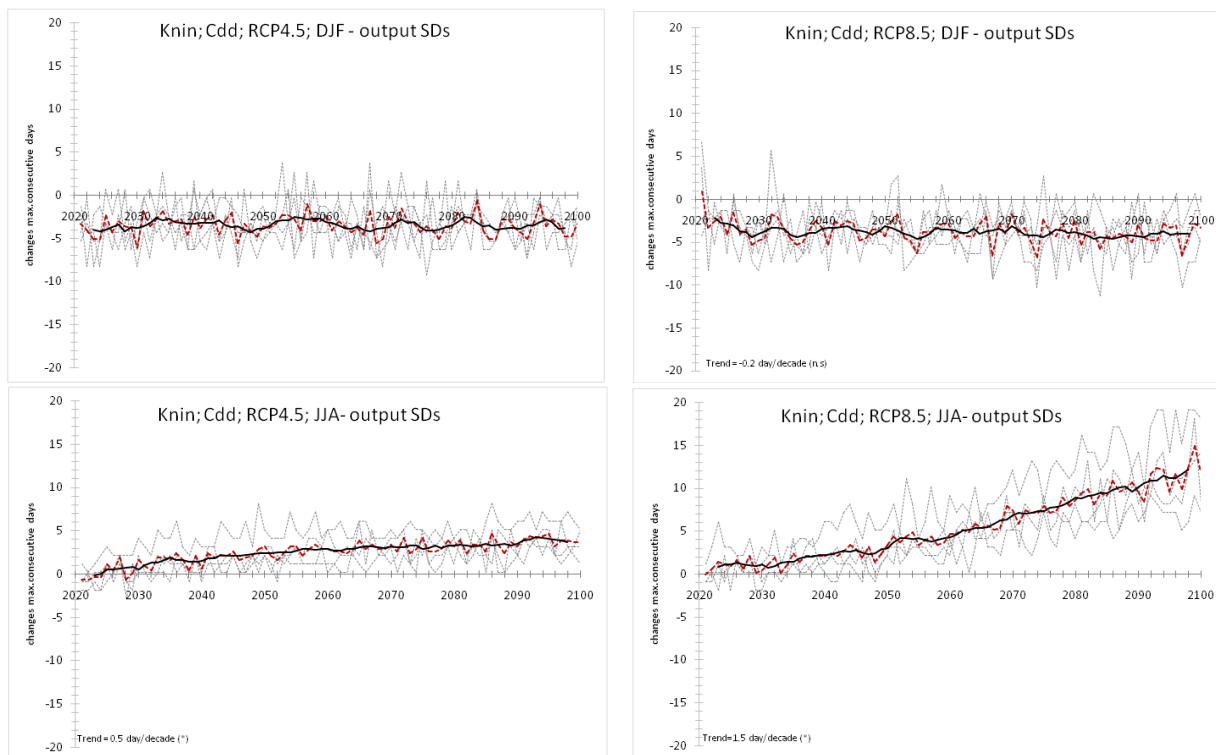 Knin; Cdd; RCP4.5; DJF - output SDs
changes max.consecutive days
20
15
10
5
0
-5
-10
-15
-20
2020 2030 2040 2050 2060 2070 2080 2090 2100
Knin; Cdd; RCP8.5; DJF - output SDs
changes max.consecutive days
20
15
10
5
0
-5
-10
-15
-20
2020 2030 2040 2050 2060 2070 2080 2090 2100
Trend= -0.2 day/decade (n.s)
Knin; Cdd; RCP4.5; JJA- output SDs
changes max.consecutive days
20
15
10
5
0
-5
-10
-15
-20
2020 2030 2040 2050 2060 2070 2080 2090 2100
Trend= 0.5 day/decade (*)
Knin; Cdd; RCP8.5; JJA- output SDs
changes max.consecutive days
20
15
10
5
0
-5
-10
-15
-20
2020 2030 2040 2050 2060 2070 2080 2090 2100
Trend=1.5 day/decade (*)